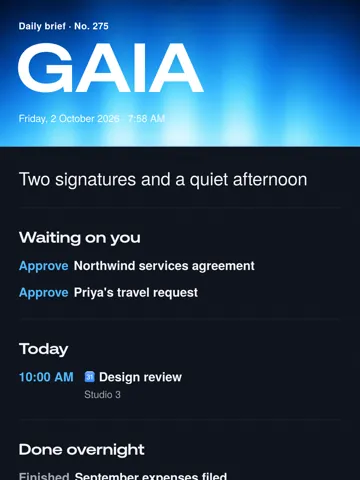 Daily brief · No. 275
GAIA
Friday, 2 October 2026 · 7:58 AM
Two signatures and a quiet afternoon
Waiting on you
Approve Northwind services agreement
Approve Priya's travel request
Today
10:00 AM 31 Design review
Studio 3
Done overnight
Finished September expenses filed